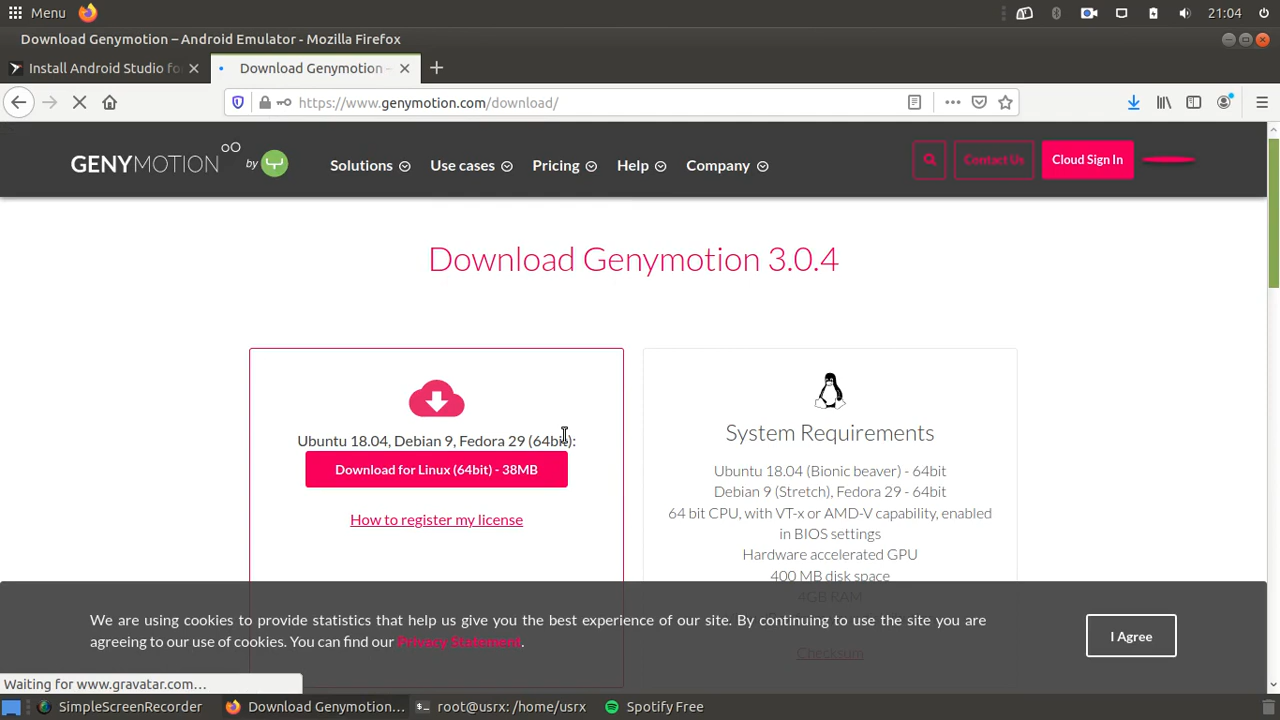 Menu
21:04
Download Genymotion – Android Emulator - Mozilla Firefox
Install Android Studio fo
Download Genymotion -
https://www.genymotion.com/download/
GENYMOTION by
Solutions
Use cases
Pricing
Help
Company
Contact Us
Cloud Sign In
Download Genymotion 3.0.4
Ubuntu 18.04, Debian 9, Fedora 29 (64bit):
Download for Linux (64bit) - 38MB
How to register my license
System Requirements
Ubuntu 18.04 (Bionic beaver) - 64bit
Debian 9 (Stretch), Fedora 29 - 64bit
64 bit CPU, with VT-x or AMD-V capability, enabled
in BIOS settings
Hardware accelerated GPU
400 MB disk space
4GB RAM
Checksum
We are using cookies to provide statistics that help us give you the best experience of our site. By continuing to use the site you are
agreeing to our use of cookies. You can find our Privacy Statement.
I Agree
Waiting for www.gravatar.com…
SimpleScreenRecorder
Download Genymotion...
root@usrx: /home/usrx
Spotify Free